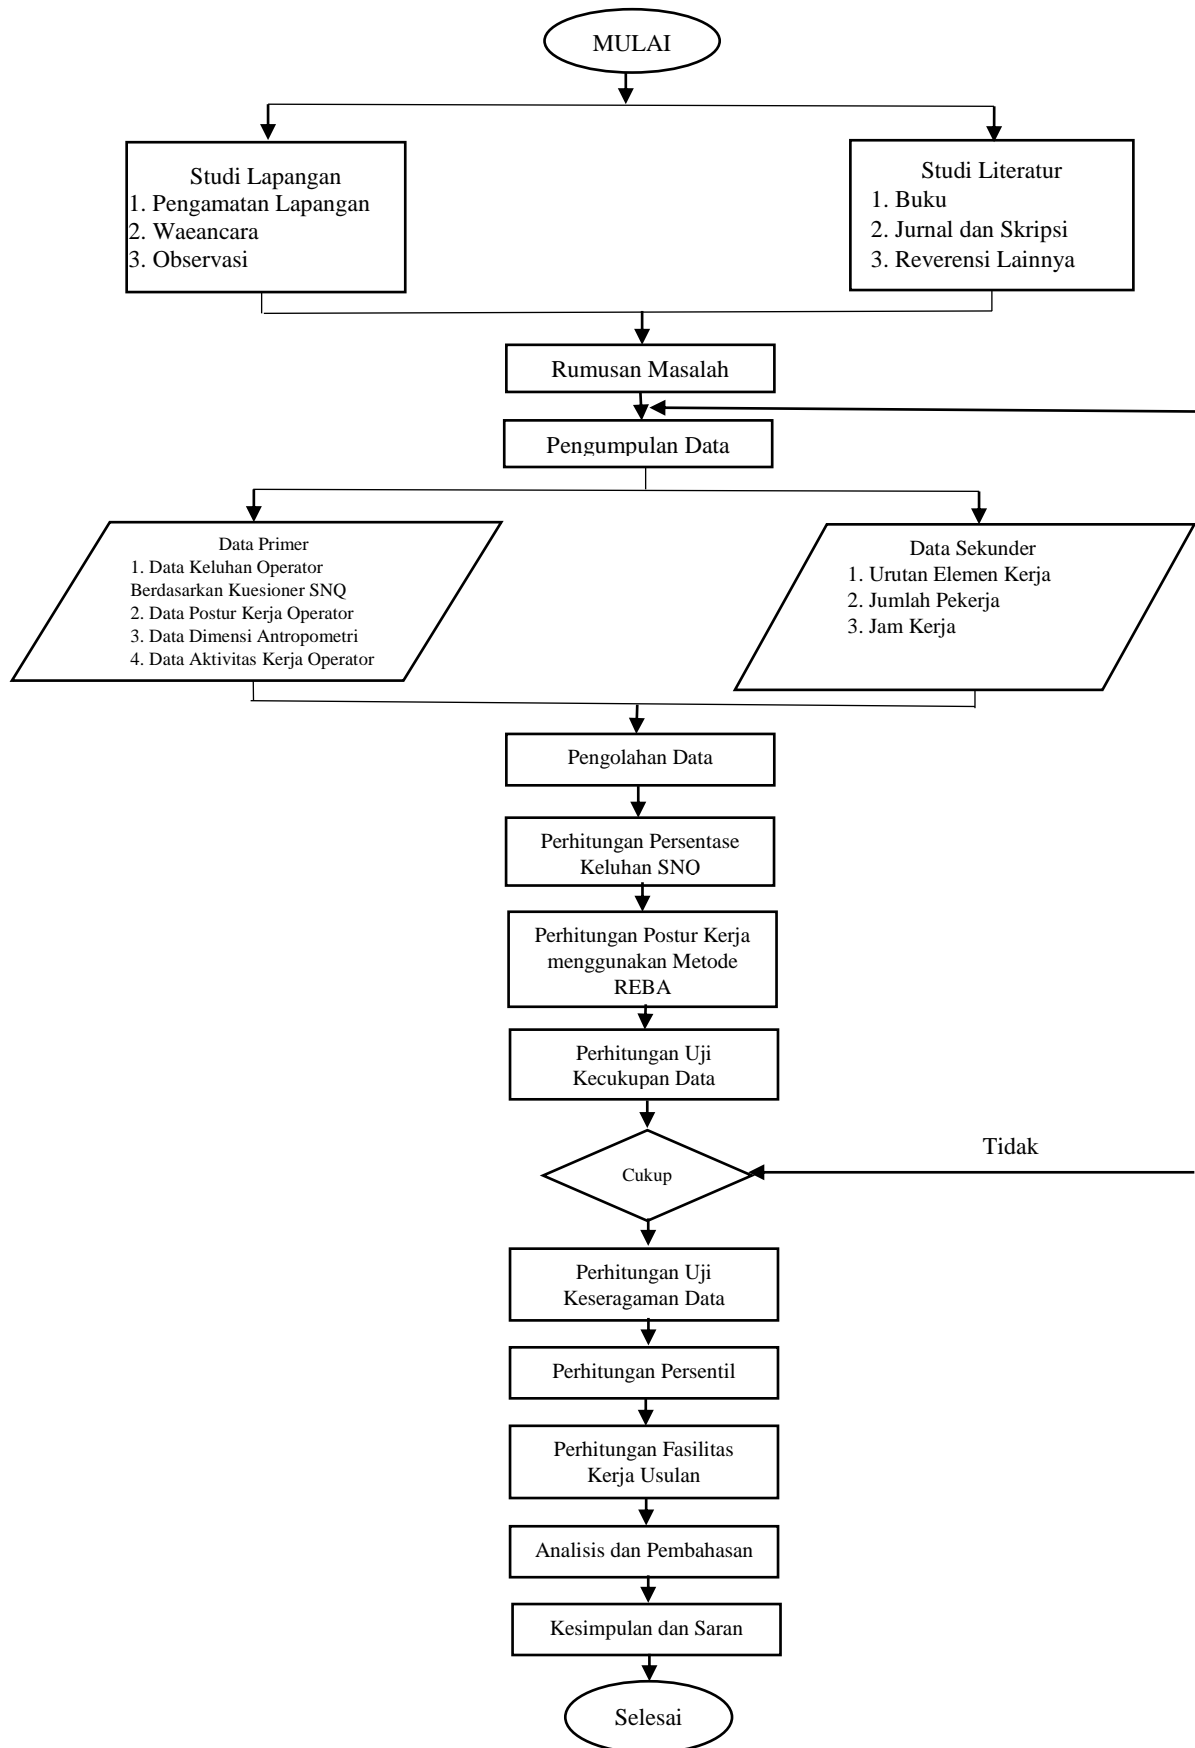 MULAI
Studi Lapangan
1. Pengamatan Lapangan
2. Waeancara
3. Observasi
Studi Literatur
1. Buku
2. Jurnal dan Skripsi
3. Reverensi Lainnya
Rumusan Masalah
Pengumpulan Data
Data Primer
1. Data Keluhan Operator
Berdasarkan Kuesioner SNQ
2. Data Postur Kerja Operator
3. Data Dimensi Antropometri
4. Data Aktivitas Kerja Operator
Data Sekunder
1. Urutan Elemen Kerja
2. Jumlah Pekerja
3. Jam Kerja
Pengolahan Data
Perhitungan Persentase
Keluhan SNQ
Perhitungan Postur Kerja
menggunakan Metode
REBA
Perhitungan Uji
Kecukupan Data
Cukup
Tidak
Perhitungan Uji
Keseragaman Data
Perhitungan Persentil
Perhitungan Fasilitas
Kerja Usulan
Analisis dan Pembahasan
Kesimpulan dan Saran
Selesai